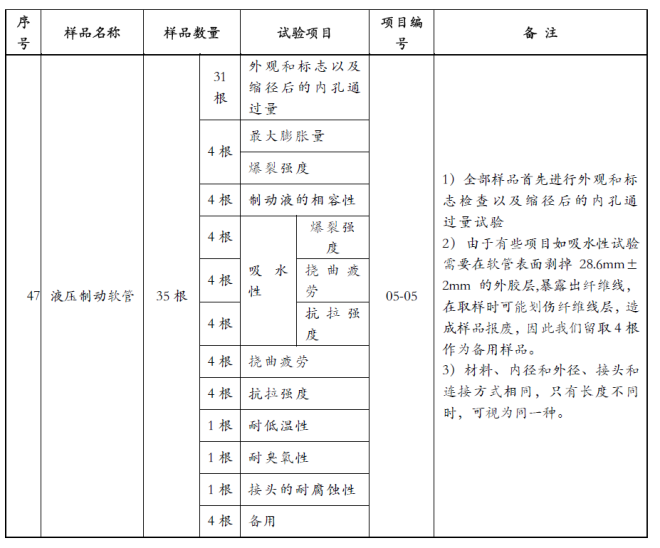 序号 样品名称 样品数量 试验项目 项目编号 备 注
47 液压制动软管 35 根
31根 外观和标志以及
缩径后的内孔通
过量
4 根 最大膨胀量
爆裂强度
4 根 制动液的相容性
吸 水
性
4 根 爆裂强
度
4 根 挠曲疲
劳
4 根 抗拉强
度
4 根 挠曲疲劳
4 根 抗拉强度
1 根 耐低温性
1 根 耐臭氧性
1 根 接头的耐腐蚀性
4 根 备用
05-05
1）全部样品首先进行外观和标
志检查以及缩径后的内孔通
过量试验
2）由于有些项目如吸水性试验
需要在软管表面剥掉 28.6mm±
2mm 的外胶层,暴露出纤维线，
在取样时可能划伤纤维线层，造
成样品报废，因此我们留取 4 根
作为备用样品。
3）材料、内径和外径、接头和
连接方式相同，只有长度不同
时，可视为同一种。